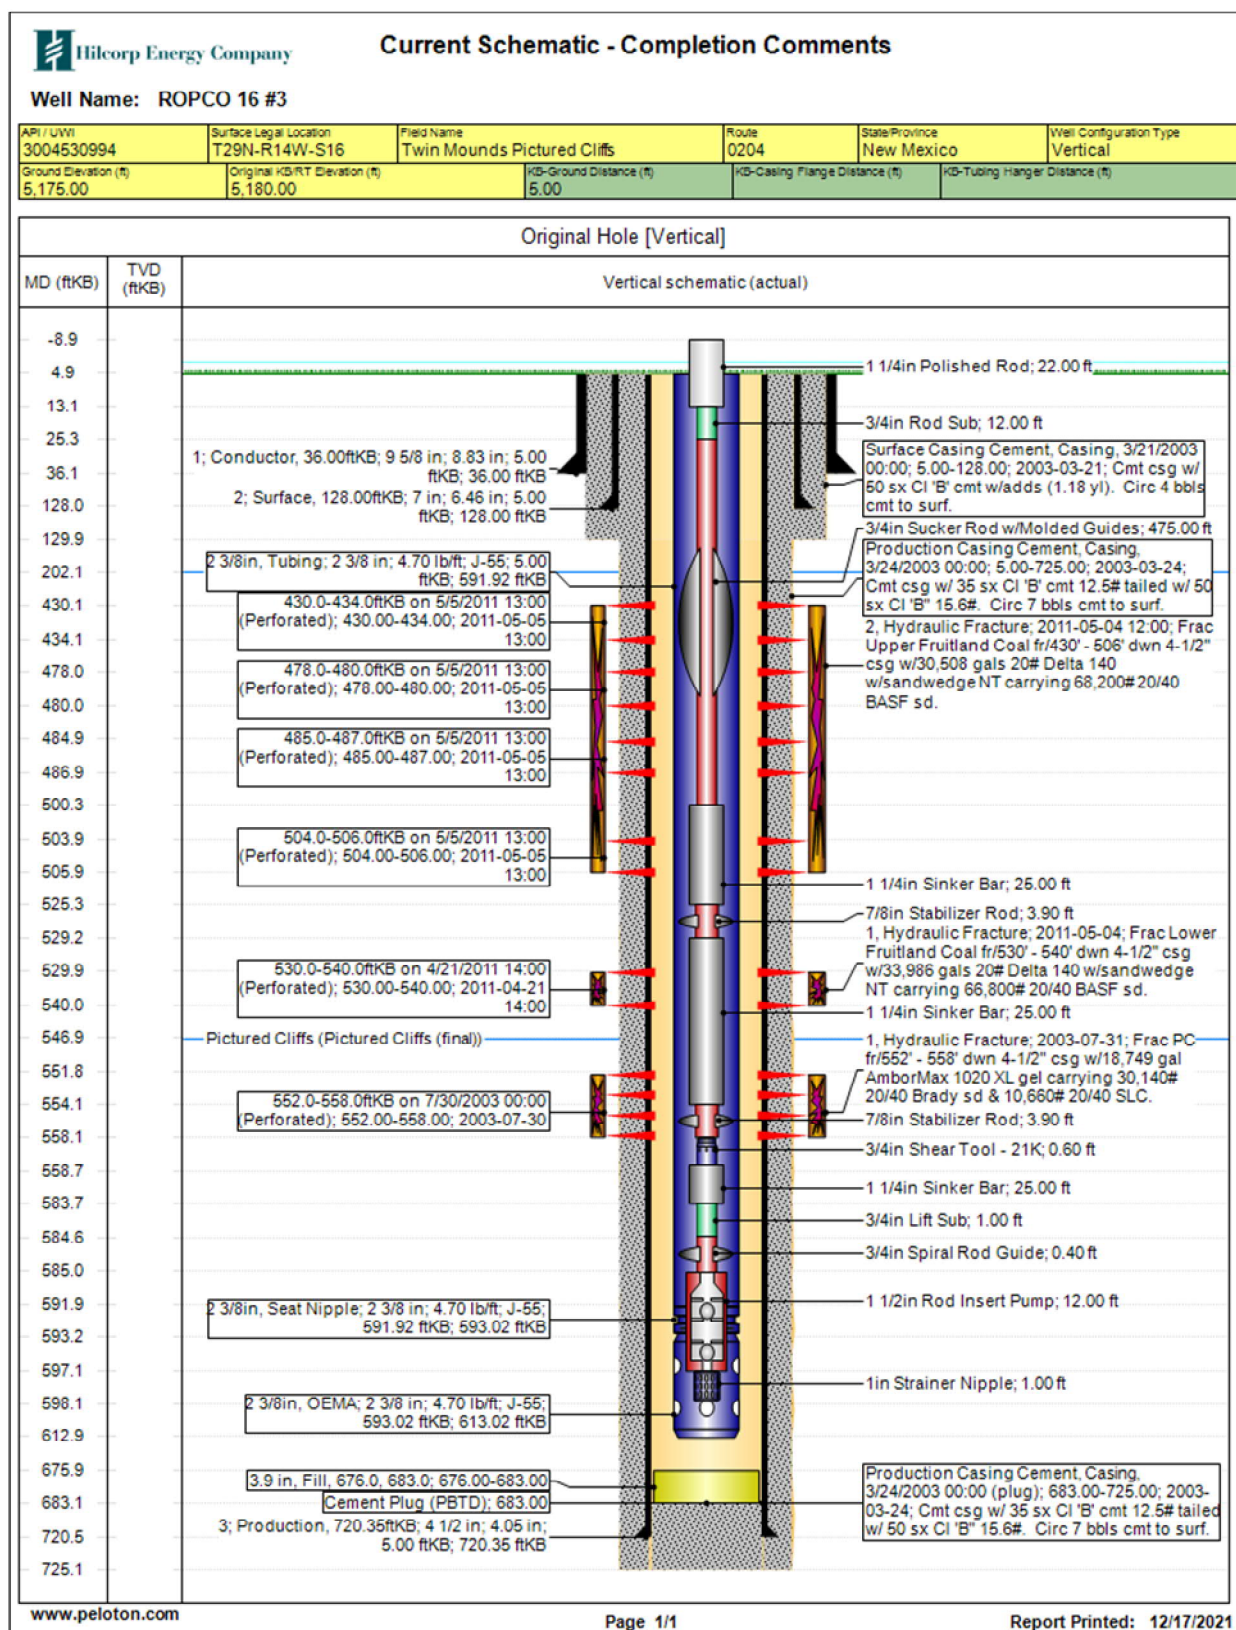 Hilcorp Energy Company
Current Schematic - Completion Comments
Well Name: ROPCO 16 #3
API / UWI
3004530994
Surface Legal Location
T29N-R14W-S16
Field Name
Twin Mounds Pictured Cliffs
Route
0204
State/Province
New Mexico
Well Configuration Type
Vertical
Ground Elevation (ft)
5,175.00
Original KB/RT Elevation (ft)
5,180.00
KB-Ground Distance (ft)
5.00
KB-Casing Flange Distance (ft)
KB-Tubing Hanger Distance (ft)
Original Hole [Vertical]
MD (ftKB)
TVD
(ftKB)
Vertical schematic (actual)
-8.9
4.9
13.1
25.3
36.1
128.0
129.9
202.1
430.1
434.1
478.0
480.0
484.9
486.9
500.3
503.9
505.9
525.3
529.2
529.9
540.0
546.9
551.8
554.1
558.1
558.7
583.7
584.6
585.0
591.9
593.2
597.1
598.1
612.9
675.9
683.1
720.5
725.1
1; Conductor, 36.00ftKB; 9 5/8 in; 8.83 in; 5.00
ftKB; 36.00 ftKB
2; Surface, 128.00ftKB; 7 in; 6.46 in; 5.00
ftKB; 128.00 ftKB
2 3/8in, Tubing; 2 3/8 in; 4.70 lb/ft; J-55; 5.00
ftKB; 591.92 ftKB
430.0-434.0ftKB on 5/5/2011 13:00
(Perforated); 430.00-434.00; 2011-05-05
13:00
478.0-480.0ftKB on 5/5/2011 13:00
(Perforated); 478.00-480.00; 2011-05-05
13:00
485.0-487.0ftKB on 5/5/2011 13:00
(Perforated); 485.00-487.00; 2011-05-05
13:00
504.0-506.0ftKB on 5/5/2011 13:00
(Perforated); 504.00-506.00; 2011-05-05
13:00
530.0-540.0ftKB on 4/21/2011 14:00
(Perforated); 530.00-540.00; 2011-04-21
14:00
Pictured Cliffs (Pictured Cliffs (final))
552.0-558.0ftKB on 7/30/2003 00:00
(Perforated); 552.00-558.00; 2003-07-30
2 3/8in, Seat Nipple; 2 3/8 in; 4.70 lb/ft; J-55;
591.92 ftKB; 593.02 ftKB
2 3/8in, OEMA; 2 3/8 in; 4.70 lb/ft; J-55;
593.02 ftKB; 613.02 ftKB
3.9 in, Fill, 676.0, 683.0; 676.00-683.00
Cement Plug (PBTD); 683.00
3; Production, 720.35ftKB; 4 1/2 in; 4.05 in;
5.00 ftKB; 720.35 ftKB
1 1/4in Polished Rod; 22.00 ft
3/4in Rod Sub; 12.00 ft
Surface Casing Cement, Casing, 3/21/2003
00:00; 5.00-128.00; 2003-03-21; Cmt csg w/
50 sx Cl 'B' cmt w/adds (1.18 yl). Circ 4 bbls
cmt to surf.
3/4in Sucker Rod w/Molded Guides; 475.00 ft
Production Casing Cement, Casing,
3/24/2003 00:00; 5.00-725.00; 2003-03-24;
Cmt csg w/ 35 sx Cl 'B' cmt 12.5# tailed w/ 50
sx Cl 'B" 15.6#. Circ 7 bbls cmt to surf.
2, Hydraulic Fracture; 2011-05-04 12:00; Frac
Upper Fruitland Coal fr/430' - 506' dwn 4-1/2"
csg w/30,508 gals 20# Delta 140
w/sandwedge NT carrying 68,200# 20/40
BASF sd.
1 1/4in Sinker Bar; 25.00 ft
7/8in Stabilizer Rod; 3.90 ft
1, Hydraulic Fracture; 2011-05-04; Frac Lower
Fruitland Coal fr/530' - 540' dwn 4-1/2" csg
w/33,986 gals 20# Delta 140 w/sandwedge
NT carrying 66,800# 20/40 BASF sd.
1 1/4in Sinker Bar; 25.00 ft
1, Hydraulic Fracture; 2003-07-31; Frac PC
fr/552' - 558' dwn 4-1/2" csg w/18,749 gal
AmborMax 1020 XL gel carrying 30,140#
20/40 Brady sd & 10,660# 20/40 SLC.
7/8in Stabilizer Rod; 3.90 ft
3/4in Shear Tool - 21K; 0.60 ft
1 1/4in Sinker Bar; 25.00 ft
3/4in Lift Sub; 1.00 ft
3/4in Spiral Rod Guide; 0.40 ft
1 1/2in Rod Insert Pump; 12.00 ft
1in Strainer Nipple; 1.00 ft
Production Casing Cement, Casing,
3/24/2003 00:00 (plug); 683.00-725.00; 2003-
03-24; Cmt csg w/ 35 sx Cl 'B' cmt 12.5# tailed
w/ 50 sx Cl 'B" 15.6#. Circ 7 bbls cmt to surf.
www.peloton.com
Page 1/1
Report Printed: 12/17/2021